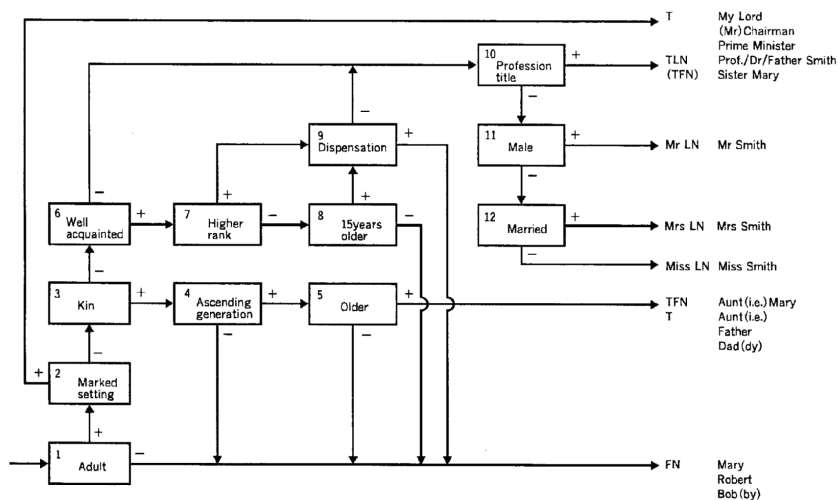 T My Lord
(Mr) Chairman
Prime Minister
10 Profession title + TLN Prof./Dr/Father Smith
(TFN) Sister Mary
−
−
−
9 Dispensation +
11 Male + Mr LN Mr Smith
−
−
+
+
6 Well acquainted +
7 Higher rank −
8 15years older −
12 Married + Mrs LN Mrs Smith
−
Miss LN Miss Smith
−
3 Kin +
4 Ascending generation +
5 Older + TFN Aunt (i.e.) Mary
T Aunt (i.e.)
Father
Dad (dy)
−
−
−
+ 2 Marked setting
+
1 Adult − FN Mary
Robert
Bob (by)